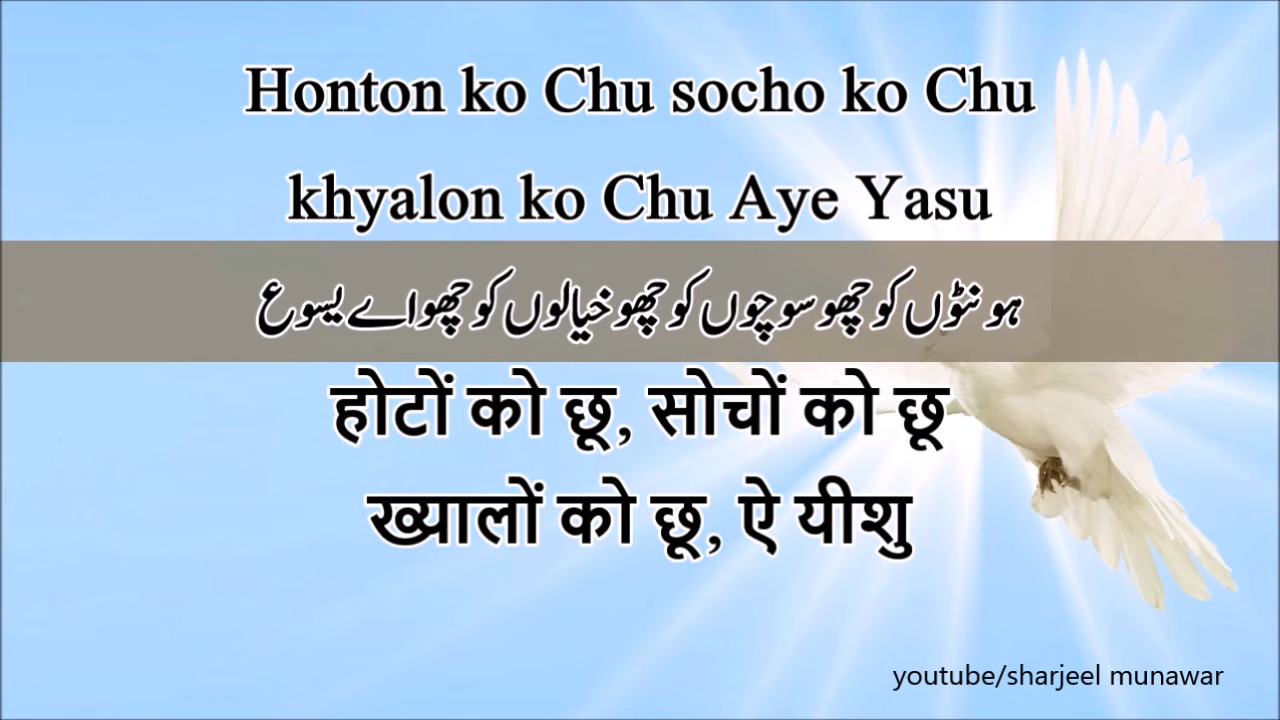 Honton ko Chu socho ko Chu
khyalon ko Chu Aye Yasu
ہونٹوں کو چھو سوچوں کو چھو خیالوں کو چھو اے یسوع
होटों को छू, सोचों को छू
ख्यालों को छू, ऐ यीशु
youtube/sharjeel munawar